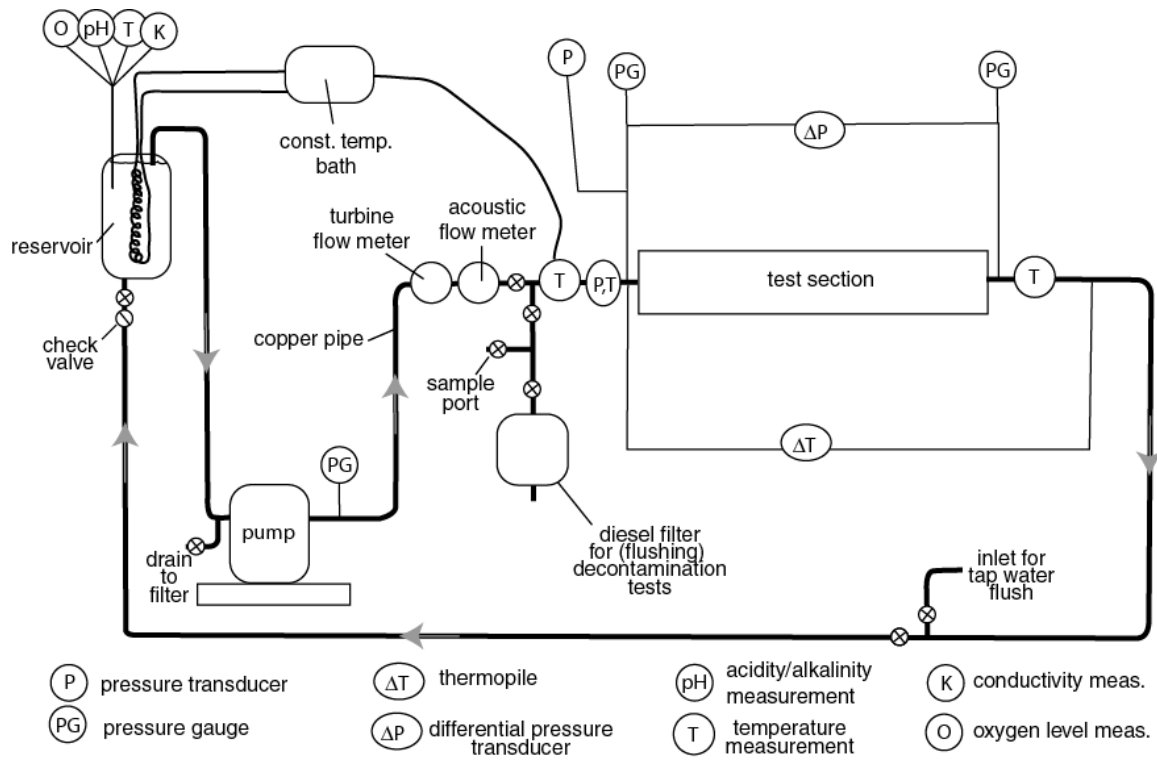 O pH T K
P
PG
PG
ΔP
const. temp.
bath
reservoir
turbine
flow meter
acoustic
flow meter
T
P,T
test section
T
check
valve
copper pipe
sample
port
ΔT
PG
pump
drain
to
filter
diesel filter
for (flushing)
decontamination
tests
inlet for
tap water
flush
P pressure transducer
PG pressure gauge
ΔT thermopile
ΔP differential pressure
transducer
pH acidity/alkalinity
measurement
T temperature
measurement
K conductivity meas.
O oxygen level meas.